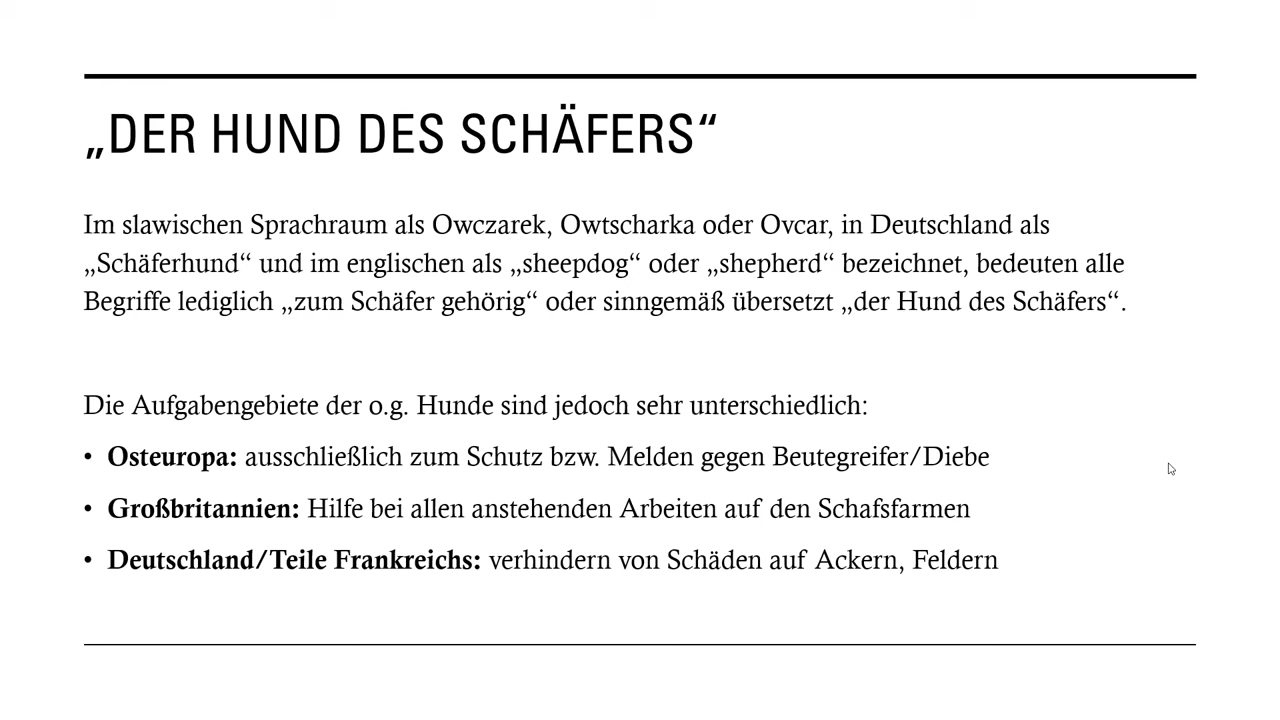 „DER HUND DES SCHÄFERS“
Im slawischen Sprachraum als Owczarek, Owtscharka oder Ovcar, in Deutschland als
„Schäferhund“ und im englischen als „sheepdog“ oder „shepherd“ bezeichnet, bedeuten alle
Begriffe lediglich „zum Schäfer gehörig“ oder sinngemäß übersetzt „der Hund des Schäfers“.
Die Aufgabengebiete der o.g. Hunde sind jedoch sehr unterschiedlich:
• Osteuropa: ausschließlich zum Schutz bzw. Melden gegen Beutegreifer/Diebe
• Großbritannien: Hilfe bei allen anstehenden Arbeiten auf den Schafsfarmen
• Deutschland/Teile Frankreichs: verhindern von Schäden auf Ackern, Feldern